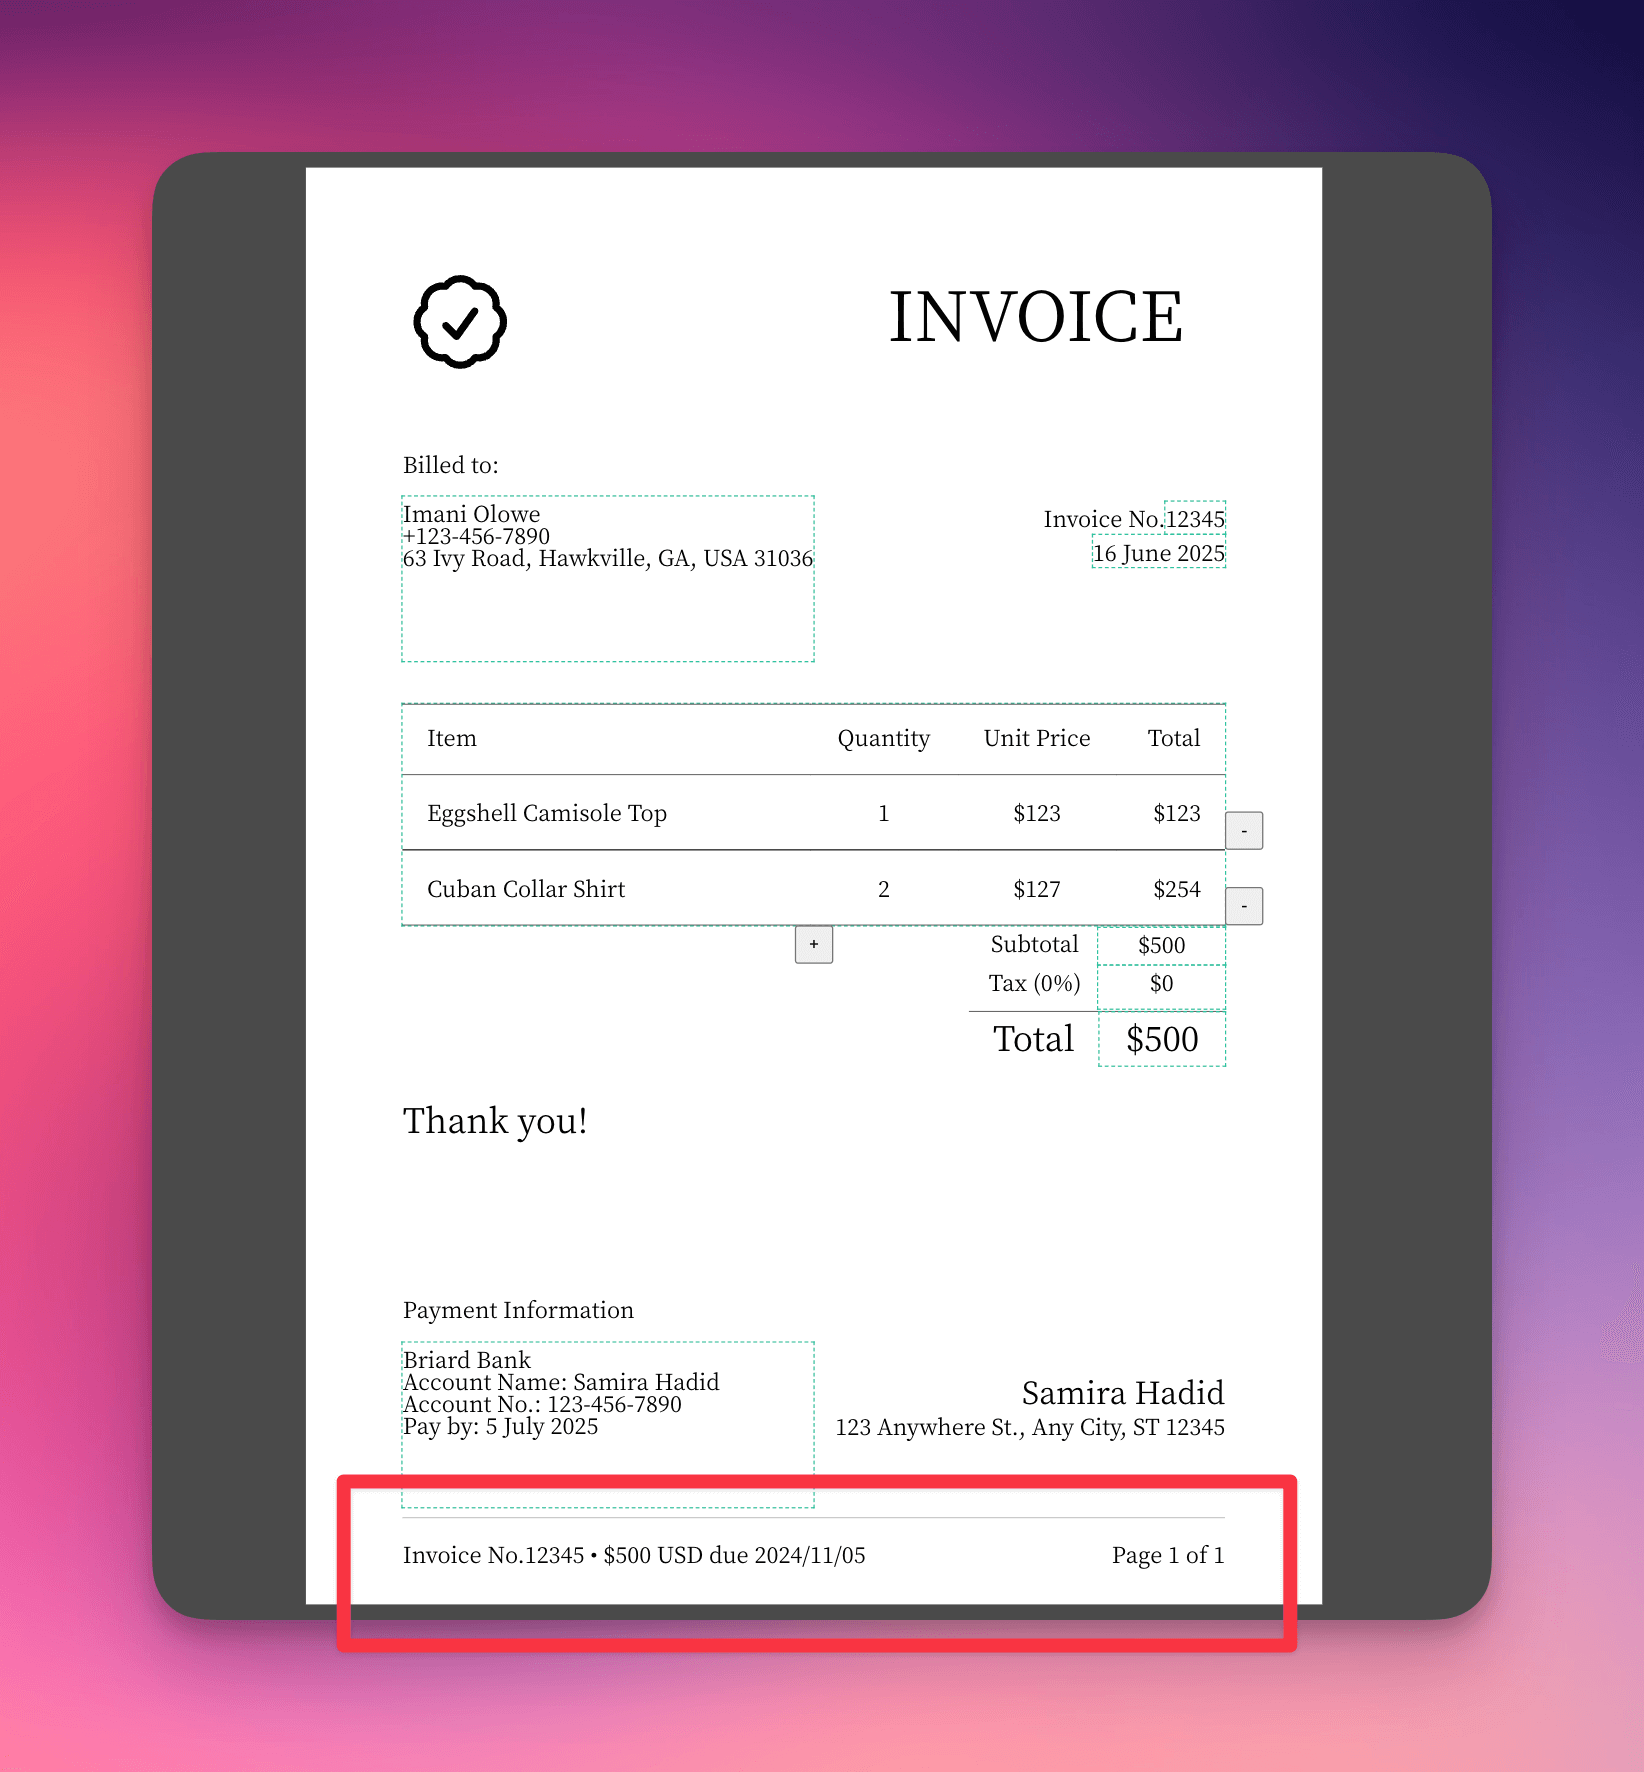 INVOICE
Billed to:
Imani Olowe
+123-456-7890
63 Ivy Road, Hawkville, GA, USA 31036
Invoice No.12345
16 June 2025
Item Quantity Unit Price Total
Eggshell Camisole Top 1 $123 $123
-
Cuban Collar Shirt 2 $127 $254
-
+
Subtotal $500
Tax (0%) $0
Total $500
Thank you!
Payment Information
Briard Bank
Account Name: Samira Hadid
Account No.: 123-456-7890
Pay by: 5 July 2025
Samira Hadid
123 Anywhere St., Any City, ST 12345
Invoice No.12345 • $500 USD due 2024/11/05
Page 1 of 1